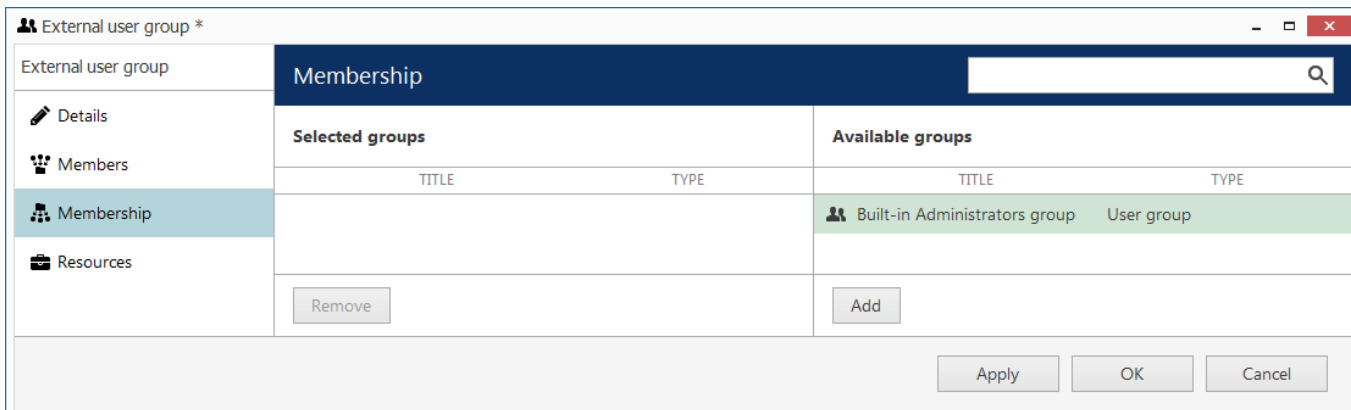 External user group *
External user group
Details
Members
Membership
Resources
Membership
Selected groups
TITLE TYPE
Remove
Available groups
TITLE TYPE
Built-in Administrators group User group
Add
Apply OK Cancel